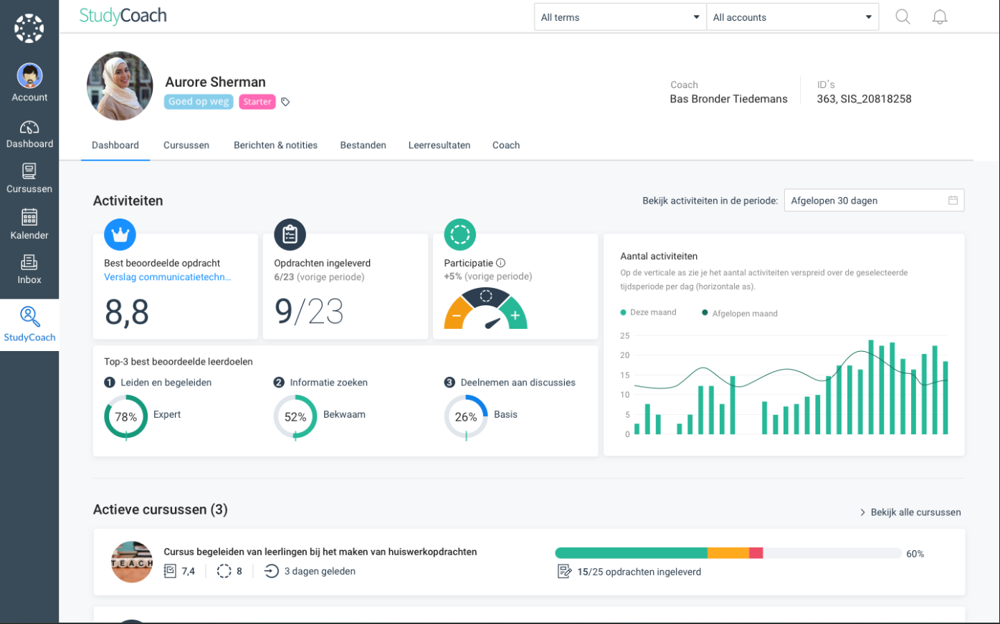 StudyCoach
All terms
All accounts
Account
Dashboard
Cursussen
Kalender
Inbox
StudyCoach
Aurore Sherman
Goed op weg
Starter
Coach
Bas Bronder Tiedemans
ID's
363, SIS_20818258
Dashboard
Cursussen
Berichten & notities
Bestanden
Leerresultaten
Coach
Activiteiten
Bekijk activiteiten in de periode:
Afgelopen 30 dagen
Best beoordeelde opdracht
Verslag communicatietechn...
8,8
Opdrachten ingeleverd
6/23 (vorige periode)
9/23
Participatie
+5% (vorige periode)
Aantal activiteiten
Op de verticale as zie je het aantal activiteiten verspreid over de geselecteerde
tijdsperiode per dag (horizontale as).
Deze maand
Afgelopen maand
25
20
15
10
5
0
Top-3 best beoordeelde leerdoelen
1 Leiden en begeleiden
78%
Expert
2 Informatie zoeken
52%
Bekwaam
3 Deelnemen aan discussies
26%
Basis
Actieve cursussen (3)
Bekijk alle cursussen
TEACH
Cursus begeleiden van leerlingen bij het maken van huiswerkopdrachten
7,4
8
3 dagen geleden
60%
15/25 opdrachten ingeleverd